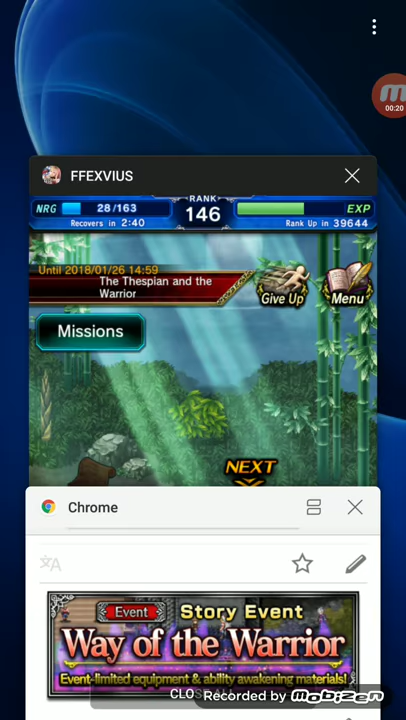 00:20
FFEXVIUS
NRG 28/163 RANK 146 EXP
Recovers in 2:40 Rank Up in 39644
Until 2018/01/26 14:59
The Thespian and the
Warrior
Give Up
Menu
Missions
NEXT
Chrome
Event Story Event
Way of the Warrior
Event-limited equipment & ability awakening materials!
CLO
Recorded by mobizen